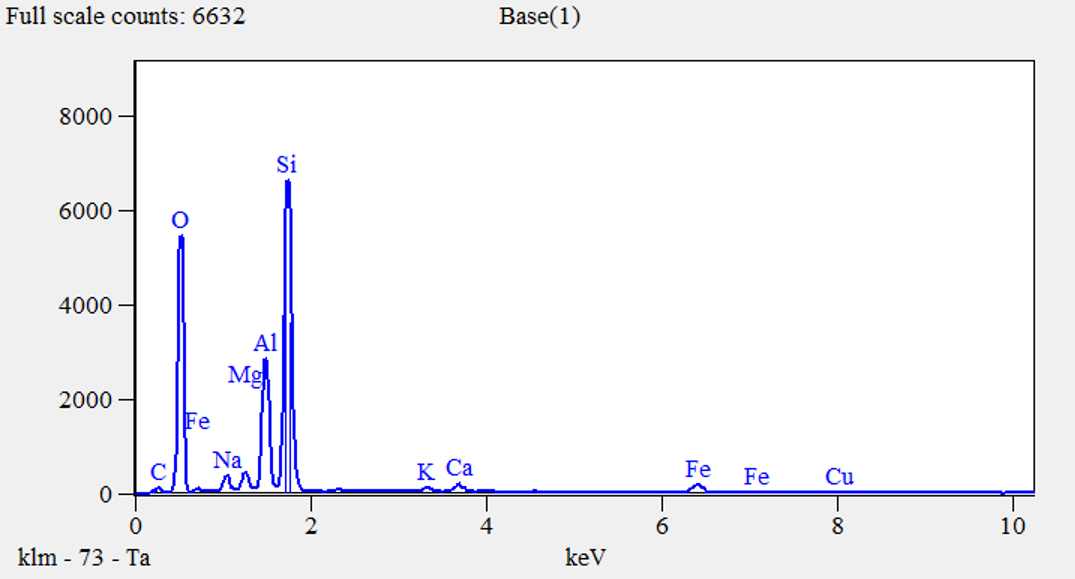 Full scale counts: 6632 Base(1)
8000
Si
6000
O
4000
Al
Mg
2000
Fe
Na
C
K Ca Fe Fe Cu
0
0 2 4 6 8 10
klm - 73 - Ta keV